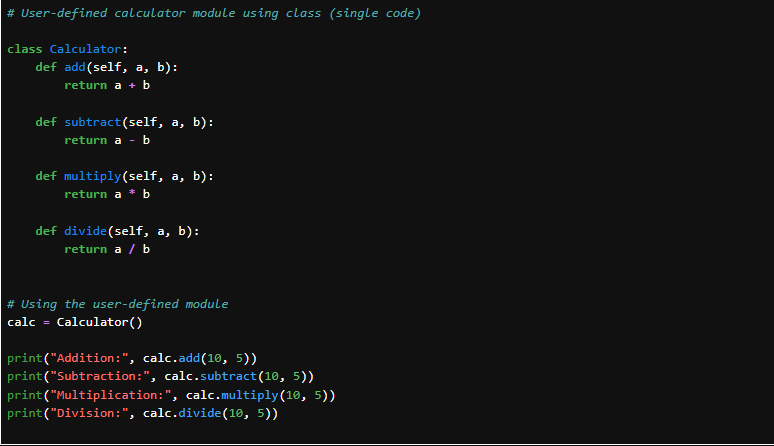 # User-defined calculator module using class (single code)
class Calculator:
    def add(self, a, b):
        return a + b
    def subtract(self, a, b):
        return a - b
    def multiply(self, a, b):
        return a * b
    def divide(self, a, b):
        return a / b
# Using the user-defined module
calc = Calculator()
print("Addition:", calc.add(10, 5))
print("Subtraction:", calc.subtract(10, 5))
print("Multiplication:", calc.multiply(10, 5))
print("Division:", calc.divide(10, 5))